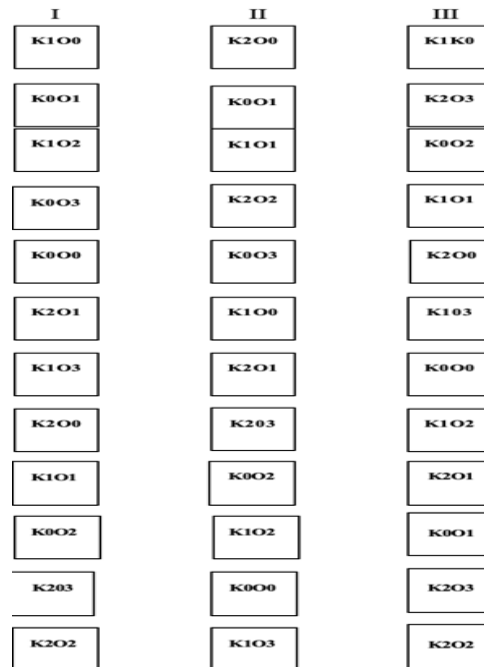 I II III
K1O0 K2O0 K1K0
K0O1 K0O1 K2O3
K1O2 K1O1 K0O2
K0O3 K2O2 K1O1
K0O0 K0O3 K2O0
K2O1 K1O0 K103
K1O3 K2O1 K0O0
K2O0 K203 K1O2
K1O1 K0O2 K2O1
K0O2 K1O2 K0O1
K203 K0O0 K2O3
K2O2 K1O3 K2O2